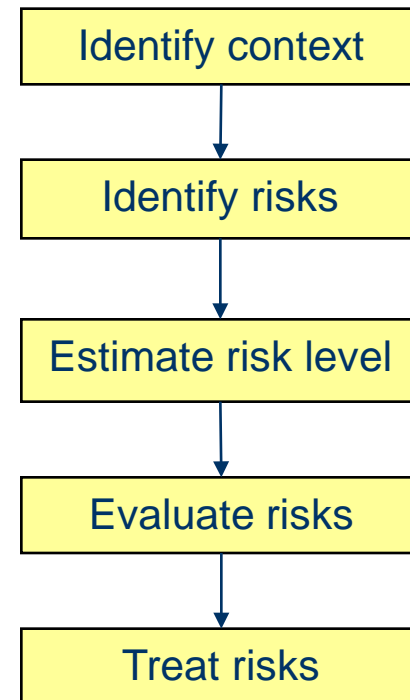 Identify context
Identify risks
Estimate risk level
Evaluate risks
Treat risks